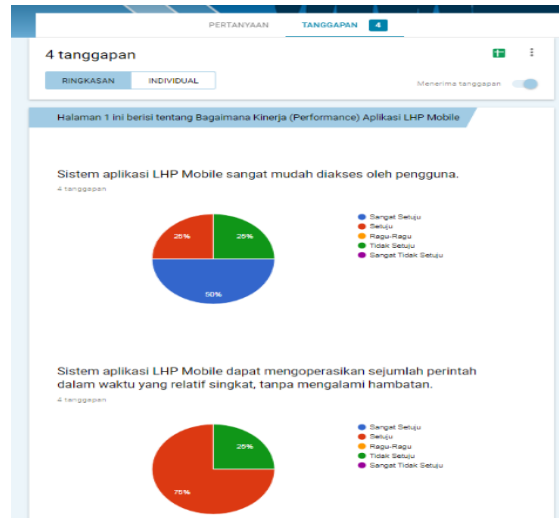 PERTANYAAN TANGGAPAN 4
4 tanggapan
RINGKASAN INDIVIDUAL
Menerima tanggapan
Halaman 1 ini berisi tentang Bagaimana Kinerja (Performance) Aplikasi LHP Mobile
Sistem aplikasi LHP Mobile sangat mudah diakses oleh pengguna.
4 tanggapan
25%
25%
50%
Sangat Setuju
Setuju
Ragu-Ragu
Tidak Setuju
Sangat Tidak Setuju
Sistem aplikasi LHP Mobile dapat mengoperasikan sejumlah perintah
dalam waktu yang relatif singkat, tanpa mengalami hambatan.
4 tanggapan
25%
75%
Sangat Setuju
Setuju
Ragu-Ragu
Tidak Setuju
Sangat Tidak Setuju